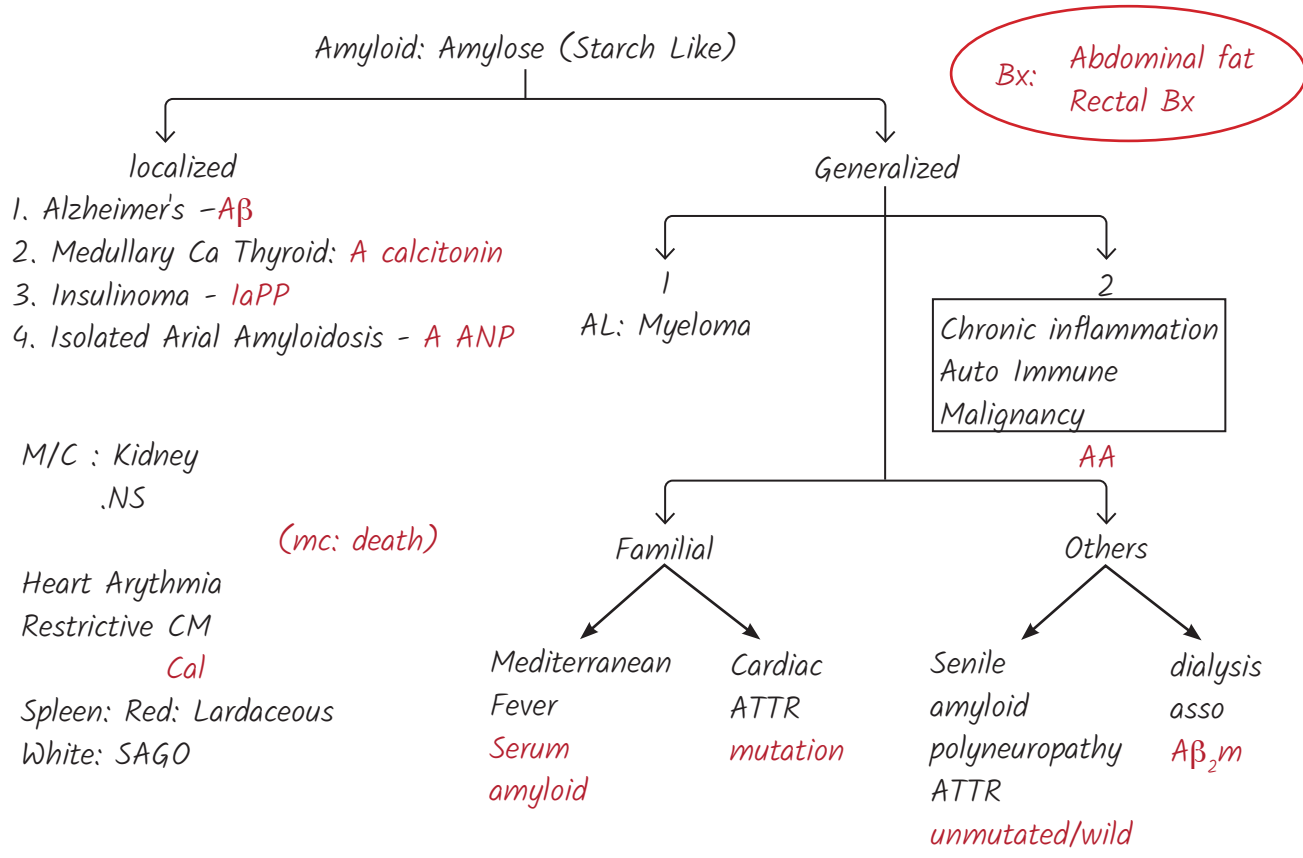 Amyloid: Amylose (Starch Like)
Bx: Abdominal fat
Rectal Bx
localized
1. Alzheimer's -Aβ
2. Medullary Ca Thyroid: A calcitonin
3. Insulinoma - IaPP
4. Isolated Arial Amyloidosis - A ANP
Generalized
1
AL: Myeloma
2
Chronic inflammation
Auto Immune
Malignancy
AA
M/C : Kidney
.NS
(mc: death)
Heart Arythmia
Restrictive CM
Cal
Spleen: Red: Lardaceous
White: SAGO
Familial
Mediterranean
Fever
Serum
amyloid
Cardiac
ATTR
mutation
Others
Senile
amyloid
polyneuropathy
ATTR
unmutated/wild
dialysis
asso
Aβ₂m